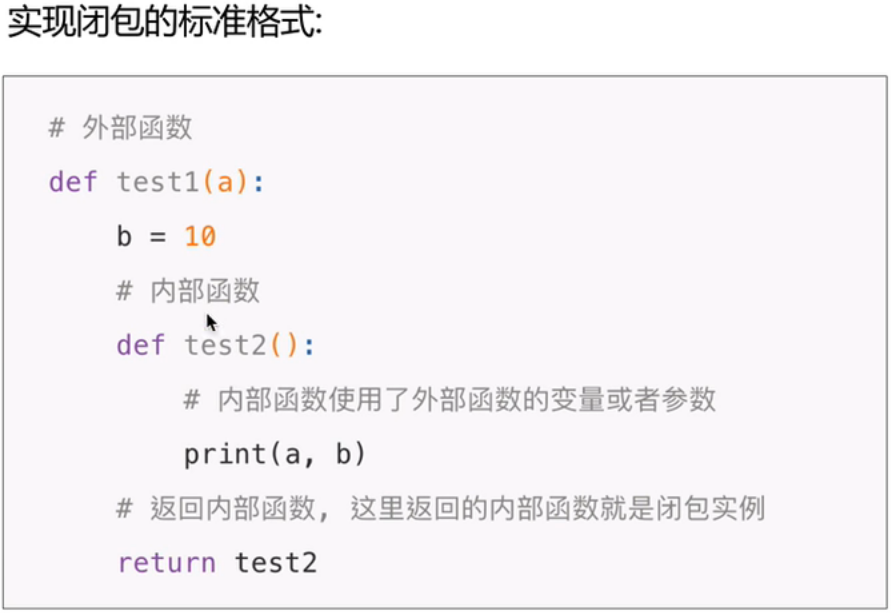 实现闭包的标准格式:
# 外部函数
def test1(a):
    b = 10
    # 内部函数
    def test2():
        # 内部函数使用了外部函数的变量或者参数
        print(a, b)
    # 返回内部函数, 这里返回的内部函数就是闭包实例
    return test2